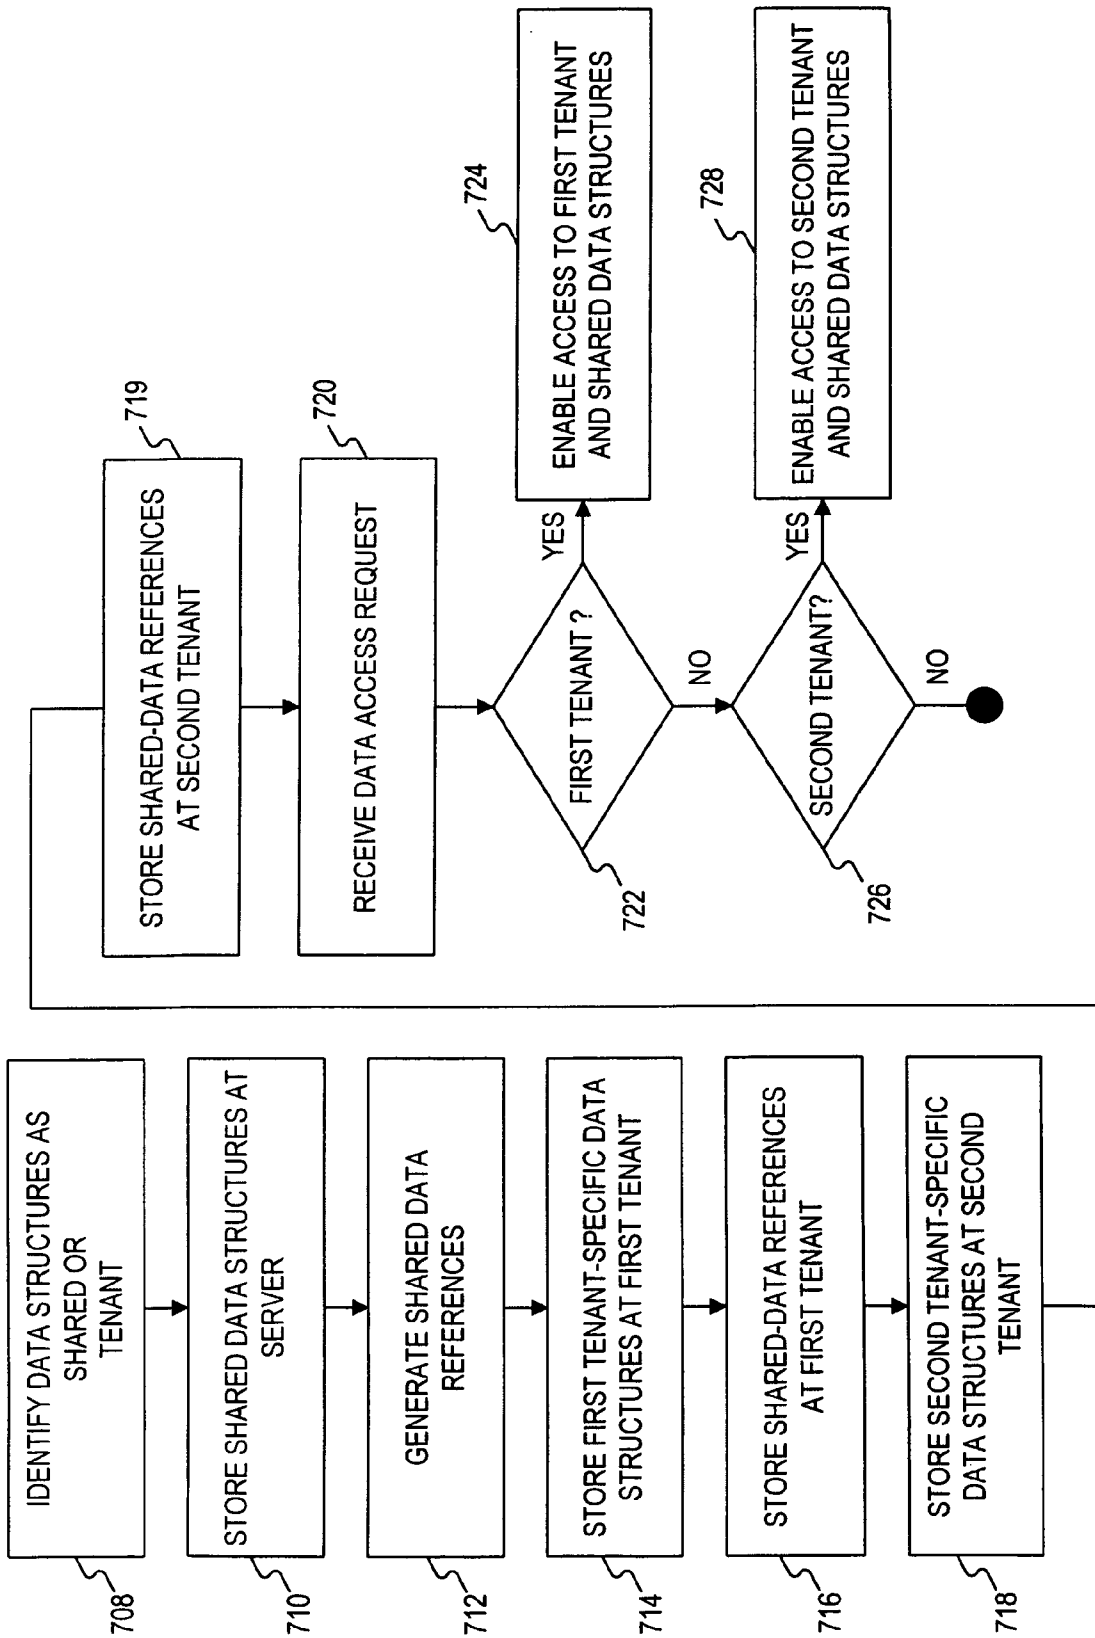 IDENTIFY DATA STRUCTURES AS
SHARED OR
TENANT
708
STORE SHARED DATA STRUCTURES AT
SERVER
710
GENERATE SHARED DATA
REFERENCES
712
STORE FIRST TENANT-SPECIFIC DATA
STRUCTURES AT FIRST TENANT
714
STORE SHARED-DATA REFERENCES
AT FIRST TENANT
716
STORE SECOND TENANT-SPECIFIC
DATA STRUCTURES AT SECOND
TENANT
718
STORE SHARED-DATA REFERENCES
AT SECOND TENANT
719
RECEIVE DATA ACCESS REQUEST
720
FIRST TENANT ?
722
YES
ENABLE ACCESS TO FIRST TENANT
AND SHARED DATA STRUCTURES
724
NO
SECOND TENANT?
726
YES
ENABLE ACCESS TO SECOND TENANT
AND SHARED DATA STRUCTURES
728
NO